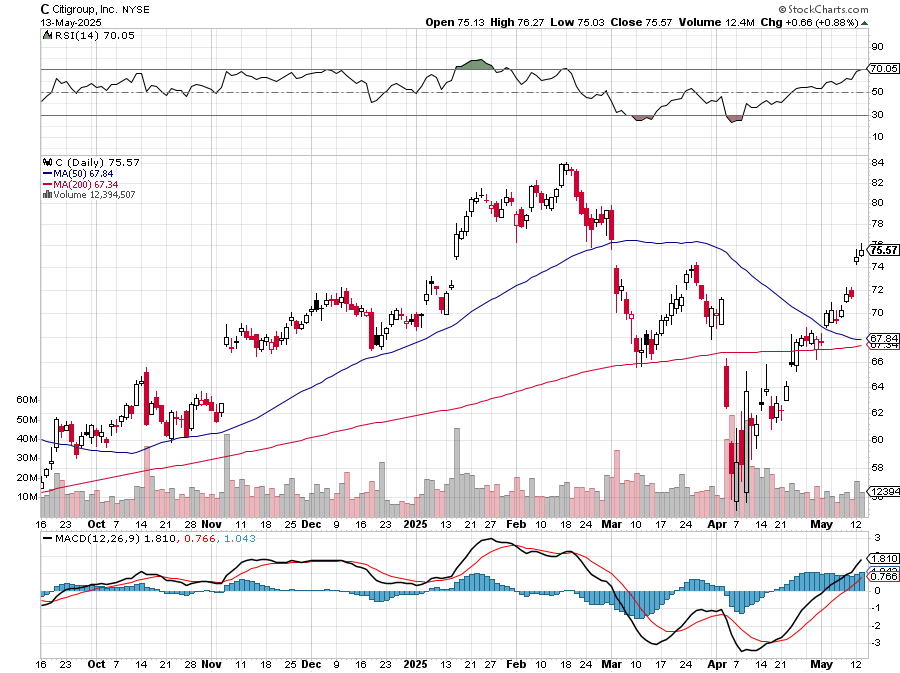 C Citigroup, Inc. NYSE © StockCharts.com
13-May-2025 Open 75.13 High 76.27 Low 75.03 Close 75.57 Volume 12.4M Chg +0.66 (+0.88%)
RSI(14) 70.05
90
70.05
50
30
10
C (Daily) 75.57
MA(50) 67.84
MA(200) 67.34
Volume 12,394,507
84
82
80
78
76
75.57
74
72
70
67.84
67.34
66
64
62
60
58
56
60M
50M
40M
30M
20M
10M
12394
16 23 Oct 7 14 21 28 Nov 11 18 25 Dec 9 16 23 2025 13 21 27 Feb 10 18 24 Mar 10 17 24 Apr 7 14 21 May 12
MACD(12,26,9) 1.810, 0.766, 1.043
3
2
1.810
1.043
0.766
0
-1
-2
-3
16 23 Oct 7 14 21 28 Nov 11 18 25 Dec 9 16 23 2025 13 21 27 Feb 10 18 24 Mar 10 17 24 Apr 7 14 21 May 12